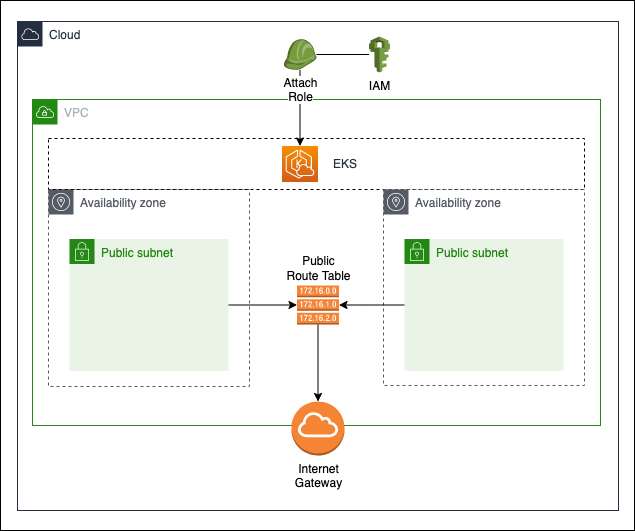 Cloud
Attach
Role
IAM
VPC
EKS
Availability zone
Availability zone
Public subnet
Public subnet
Public
Route Table
172.16.0.0
172.16.1.0
172.16.2.0
Internet
Gateway